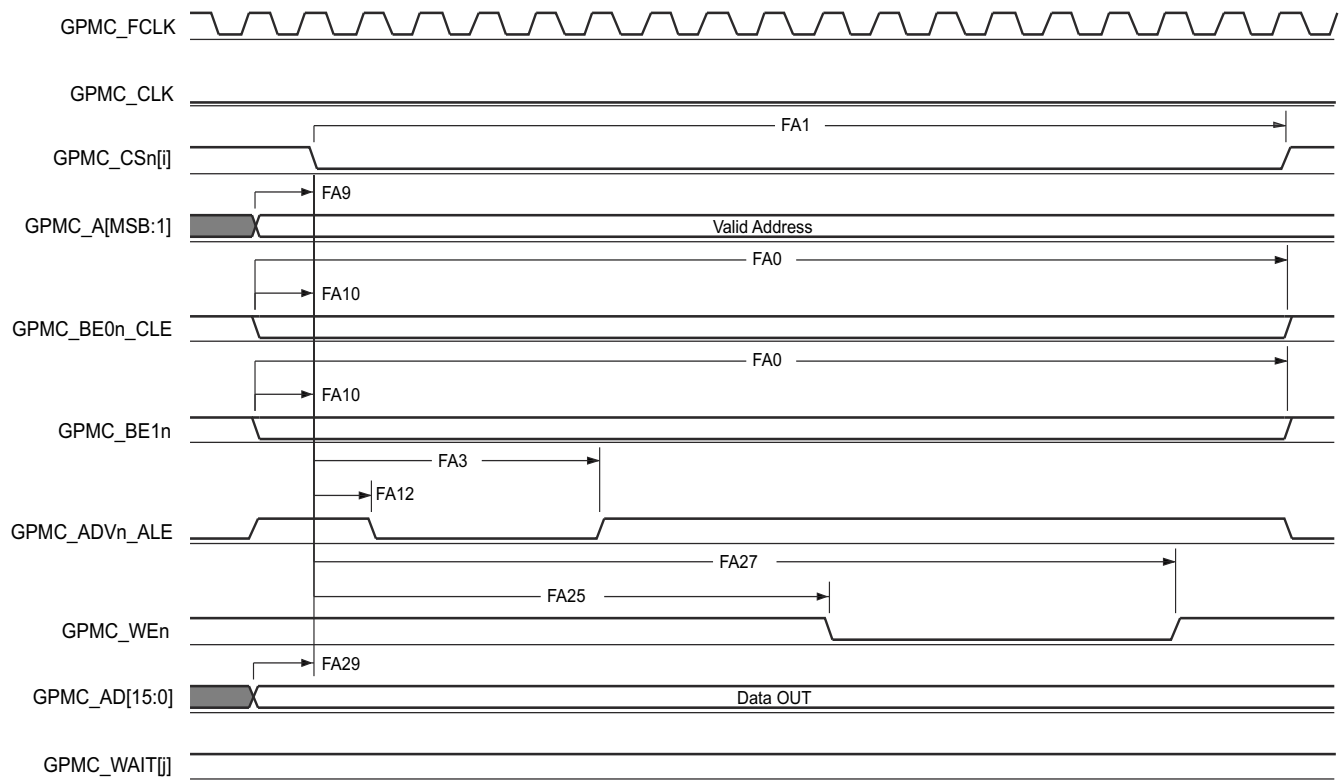 GPMC_FCLK
GPMC_CLK
FA1
GPMC_CSn[i]
FA9
GPMC_A[MSB:1]
Valid Address
FA0
FA10
GPMC_BE0n_CLE
FA0
FA10
GPMC_BE1n
FA3
FA12
GPMC_ADVn_ALE
FA27
FA25
GPMC_WEn
FA29
GPMC_AD[15:0]
Data OUT
GPMC_WAIT[j]